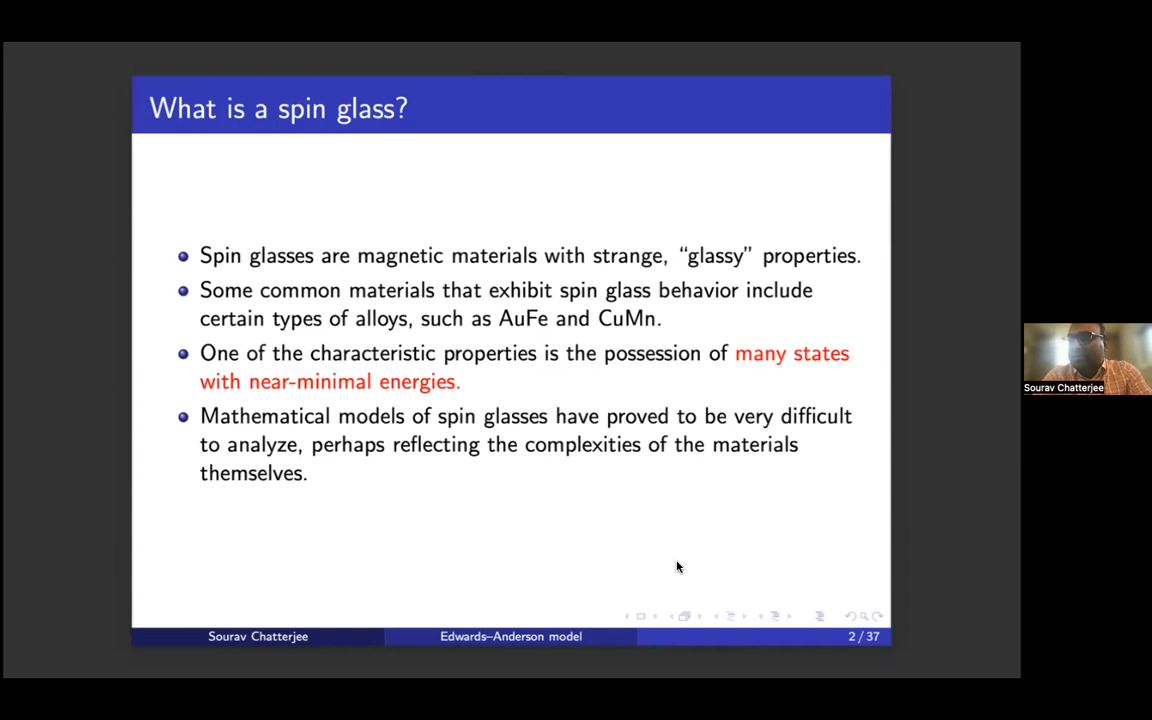 What is a spin glass?
Spin glasses are magnetic materials with strange, “glassy” properties.
Some common materials that exhibit spin glass behavior include
certain types of alloys, such as AuFe and CuMn.
One of the characteristic properties is the possession of many states
with near-minimal energies.
Mathematical models of spin glasses have proved to be very difficult
to analyze, perhaps reflecting the complexities of the materials
themselves.
Sourav Chatterjee
Edwards–Anderson model
2 / 37
Sourav Chatterjee